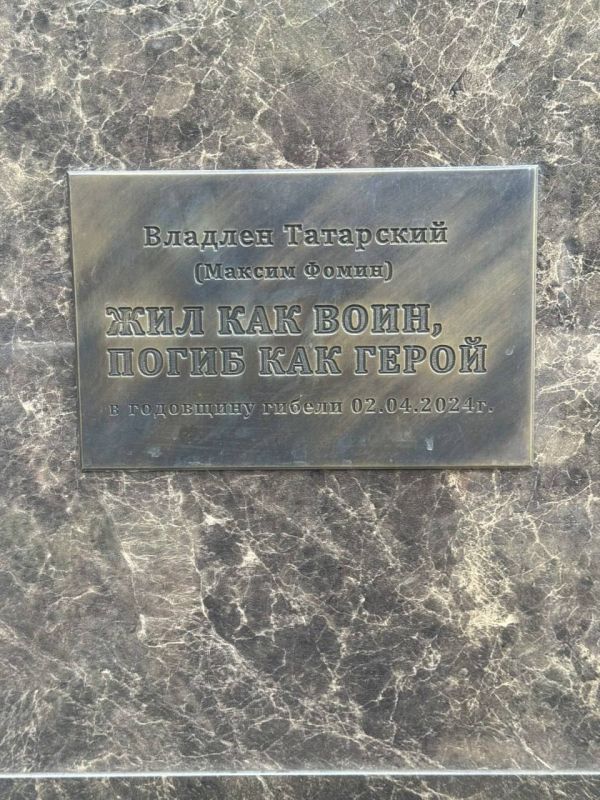 Владлен Татарский
(Максим Фомин)
ЖИЛ КАК ВОИН,
ПОГИБ КАК ГЕРОЙ
в годовщину гибели 02.04.2024г.